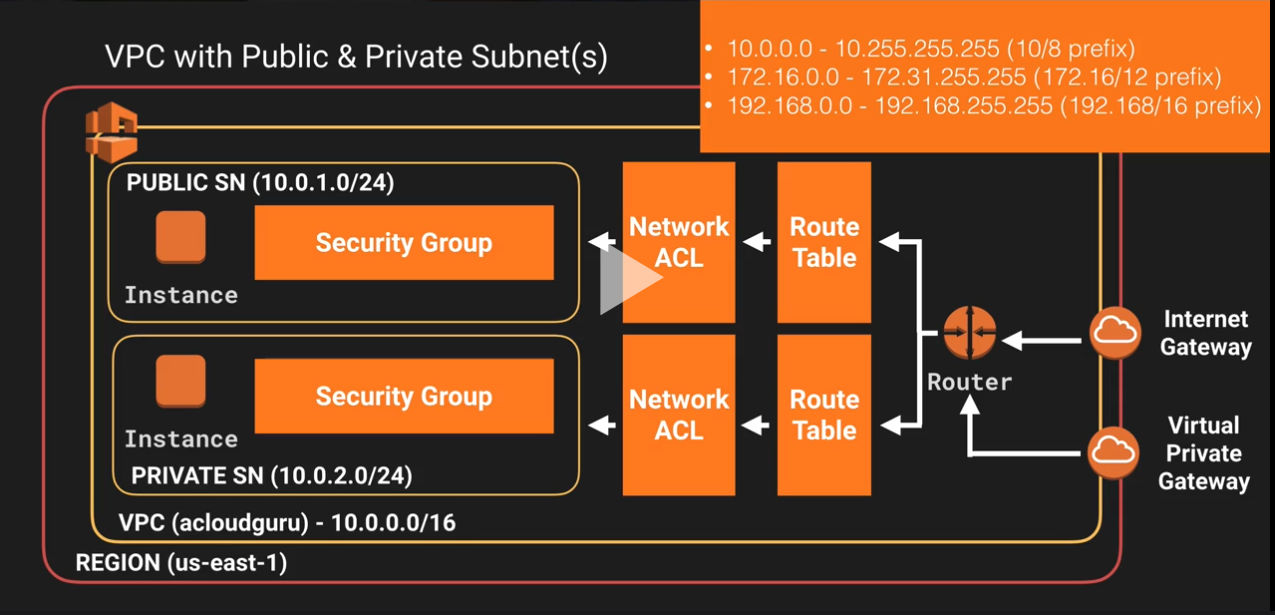 VPC with Public & Private Subnet(s)
• 10.0.0.0 - 10.255.255.255 (10/8 prefix)
• 172.16.0.0 - 172.31.255.255 (172.16/12 prefix)
• 192.168.0.0 - 192.168.255.255 (192.168/16 prefix)
PUBLIC SN (10.0.1.0/24)
Instance
Security Group
Network
ACL
Route
Table
Instance
Security Group
PRIVATE SN (10.0.2.0/24)
Network
ACL
Route
Table
Router
Internet
Gateway
Virtual
Private
Gateway
VPC (acloudguru) - 10.0.0.0/16
REGION (us-east-1)